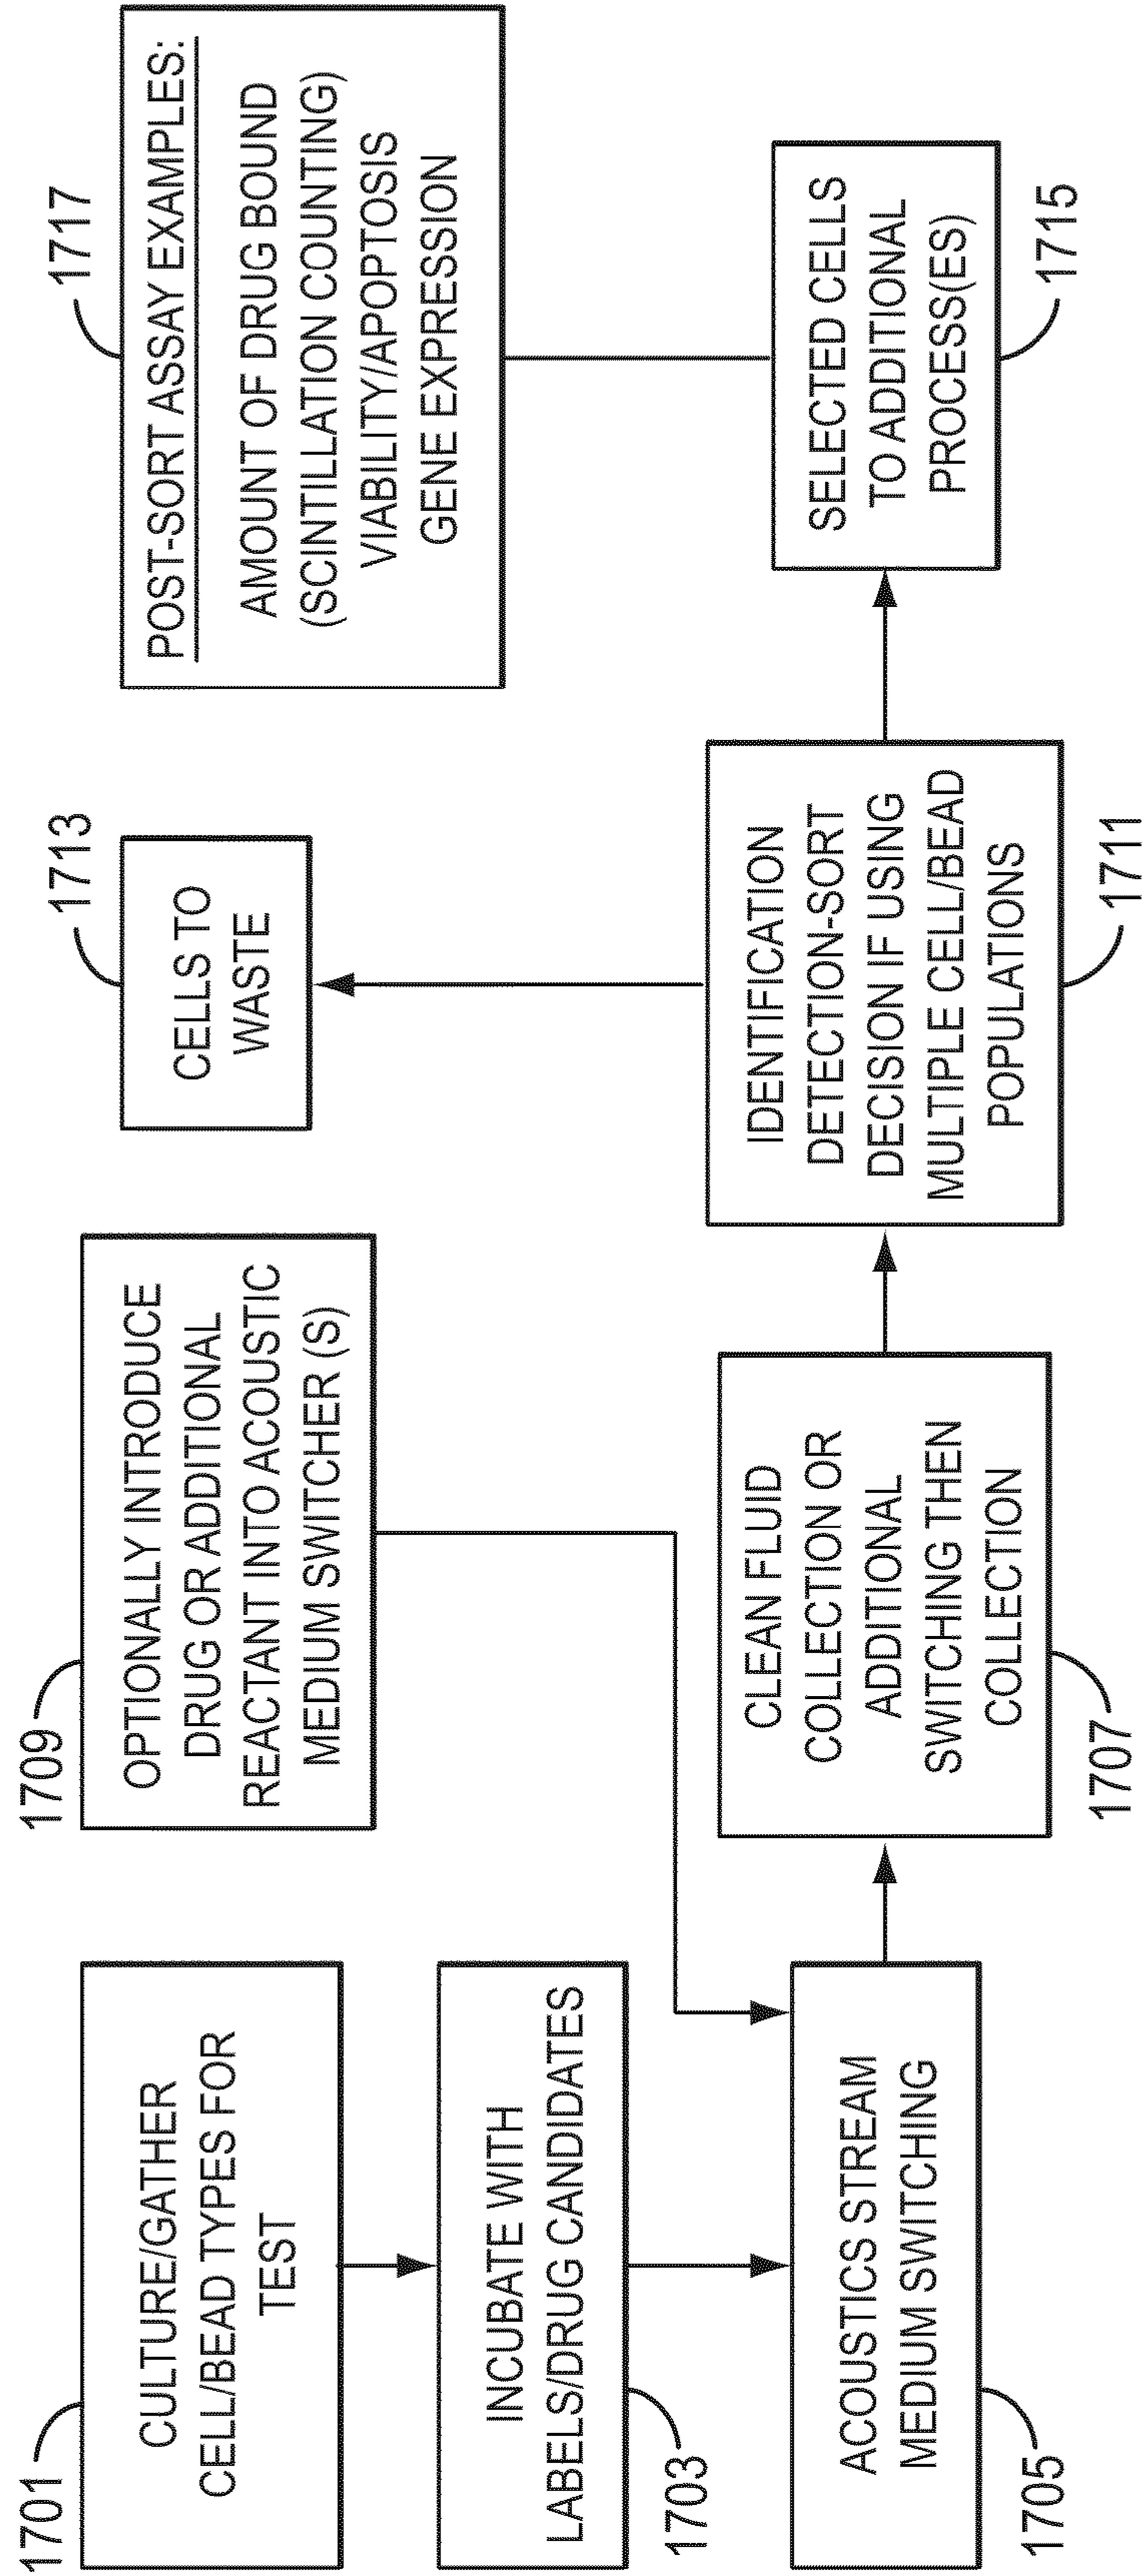 1701
CULTURE/GATHER
CELL/BEAD TYPES FOR
TEST
INCUBATE WITH
LABELS/DRUG CANDIDATES
1703
ACOUSTICS STREAM
MEDIUM SWITCHING
1705
1709
OPTIONALLY INTRODUCE
DRUG OR ADDITIONAL
REACTANT INTO ACOUSTIC
MEDIUM SWITCHER (S)
CLEAN FLUID
COLLECTION OR
ADDITIONAL
SWITCHING THEN
COLLECTION
1707
1713
CELLS TO
WASTE
IDENTIFICATION
DETECTION-SORT
DECISION IF USING
MULTIPLE CELL/BEAD
POPULATIONS
1711
1717
POST-SORT ASSAY EXAMPLES:
AMOUNT OF DRUG BOUND
(SCINTILLATION COUNTING)
VIABILITY/APOPTOSIS
GENE EXPRESSION
SELECTED CELLS
TO ADDITIONAL
PROCESS(ES)
1715